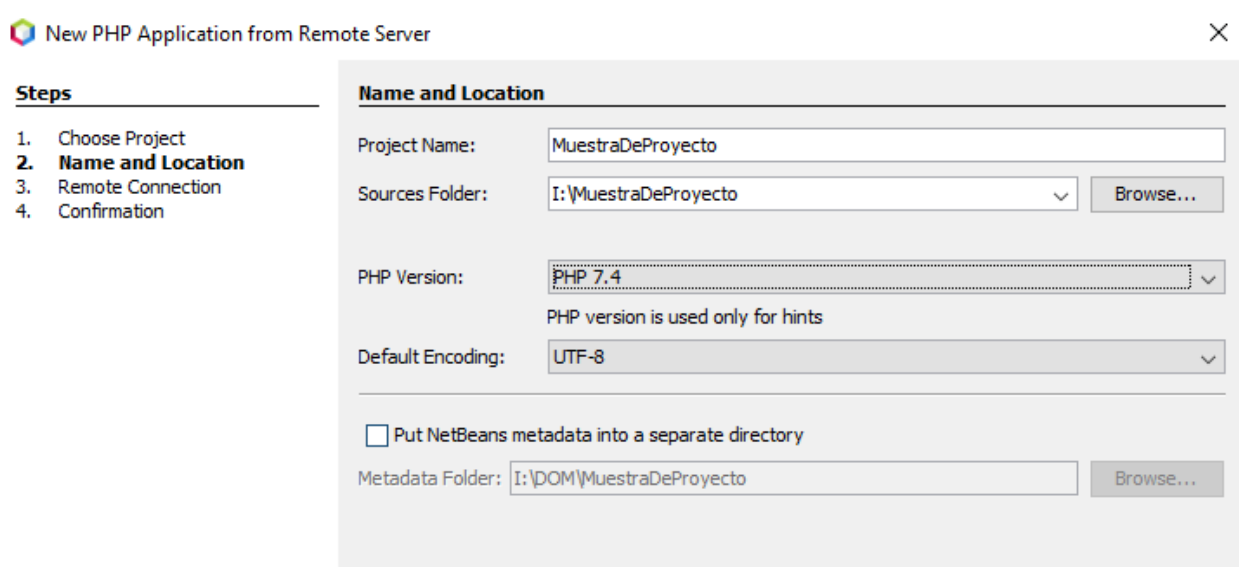 New PHP Application from Remote Server
Steps
1. Choose Project
2. Name and Location
3. Remote Connection
4. Confirmation
Name and Location
Project Name: MuestraDeProyecto
Sources Folder: I:\MuestraDeProyecto Browse...
PHP Version: PHP 7.4
PHP version is used only for hints
Default Encoding: UTF-8
Put NetBeans metadata into a separate directory
Metadata Folder: I:\DOM\MuestraDeProyecto Browse...